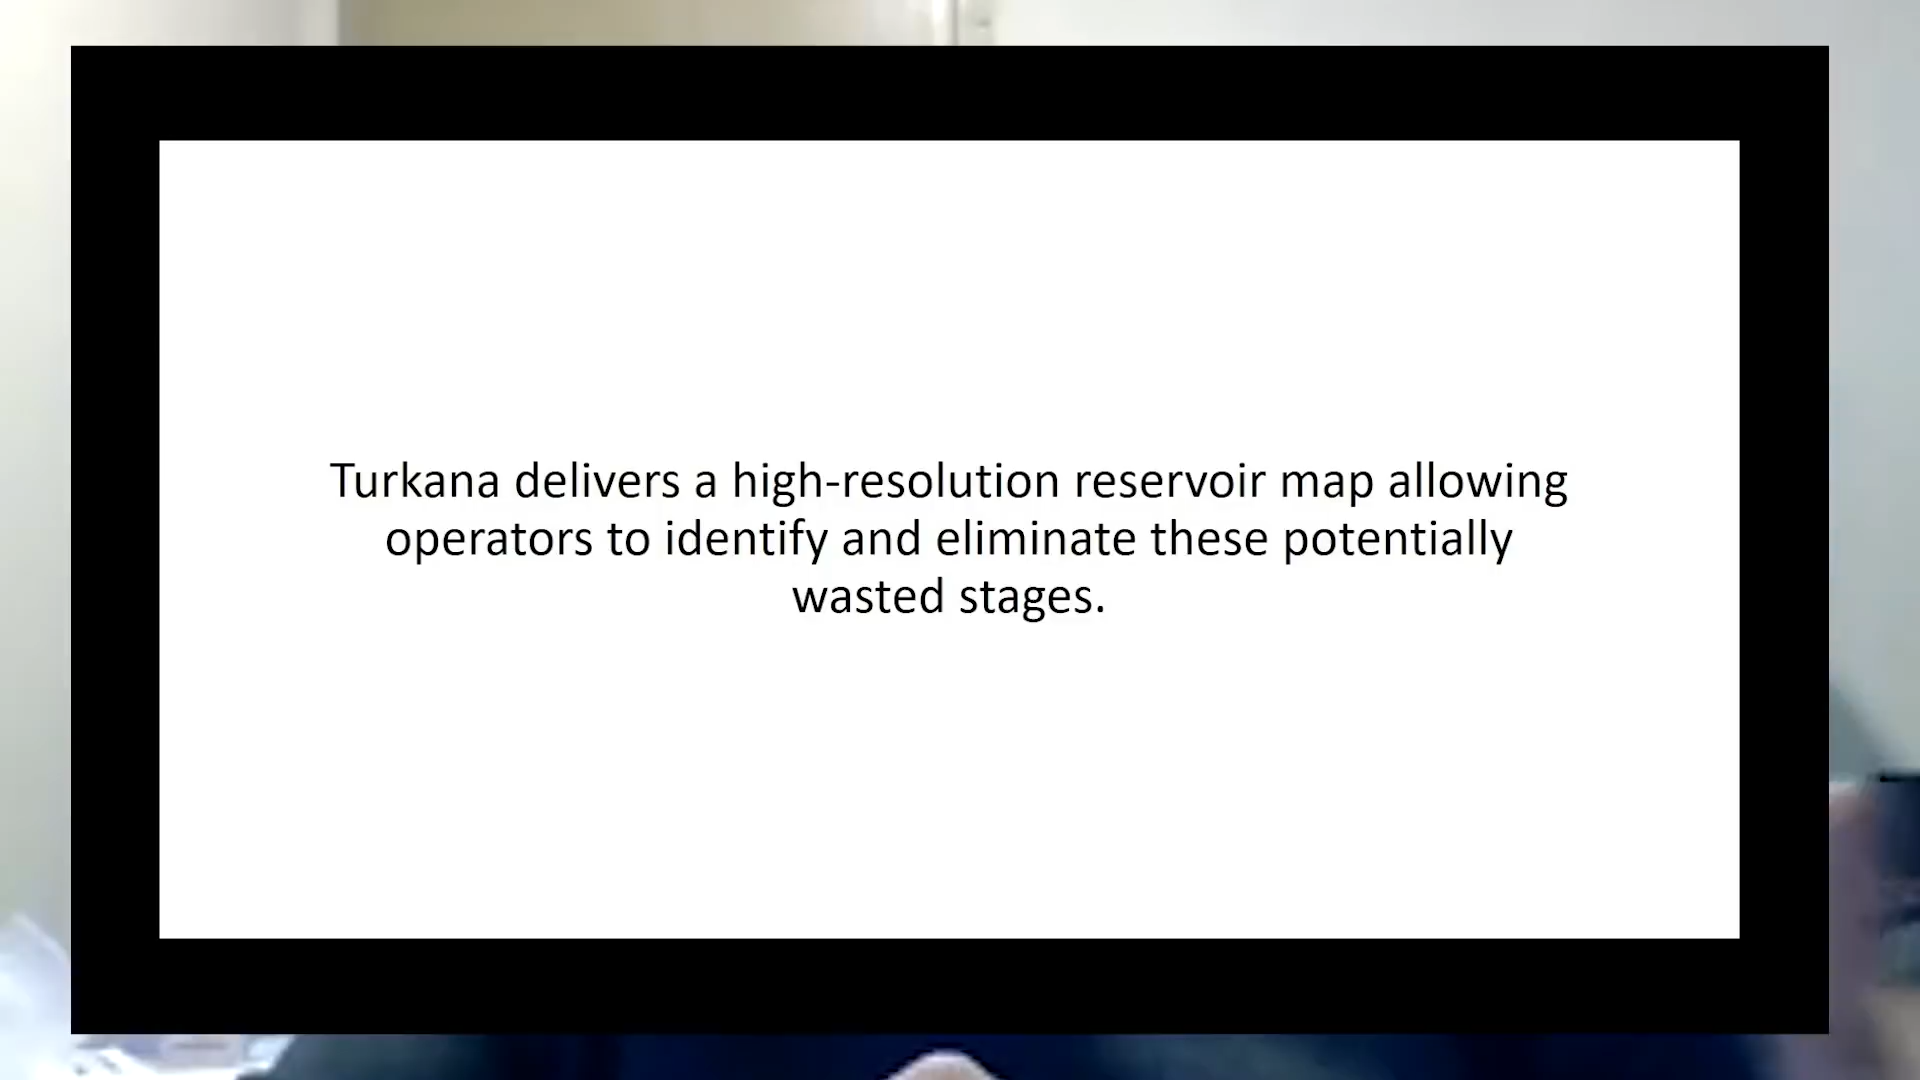 Turkana delivers a high-resolution reservoir map allowing
operators to identify and eliminate these potentially
wasted stages.